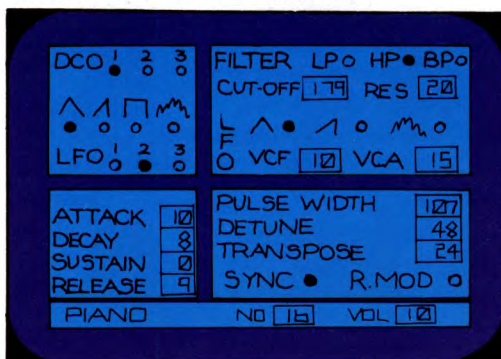 DCO 1 2 3
LFO 1 2 3
FILTER LP HP BP
CUT-OFF 179 RES 20
LFO
VCF 10 VCA 15
ATTACK 10
DECAY 8
SUSTAIN 0
RELEASE 9
PULSE WIDTH 107
DETUNE 48
TRANSPOSE 24
SYNC R.MOD
PIANO NO 16 VOL 10